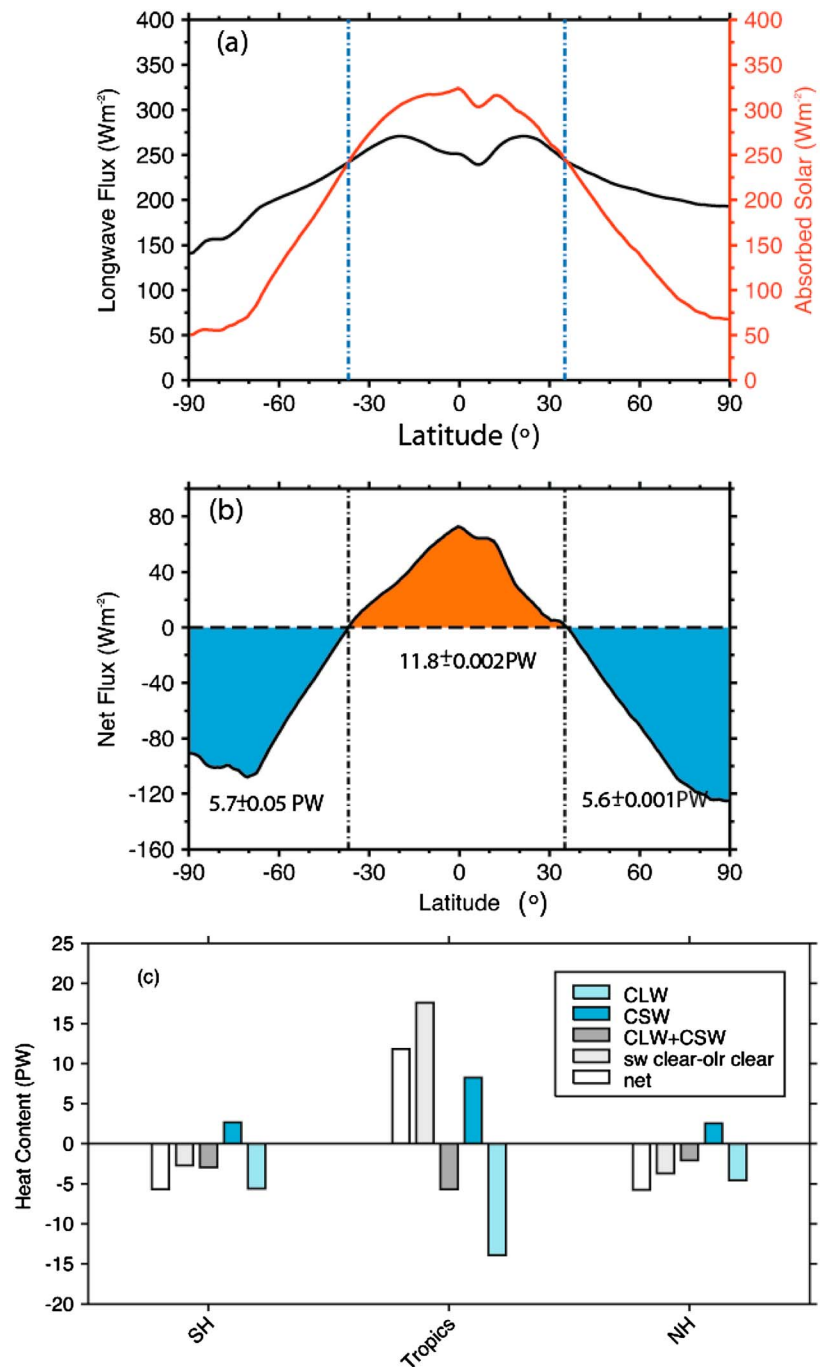 (a)
400
350
300
250
200
150
100
50
0
Longwave Flux (Wm⁻²)
400
350
300
250
200
150
100
50
0
Absorbed Solar (Wm⁻²)
-90 -60 -30 0 30 60 90
Latitude (°)
(b)
80
40
0
-40
-80
-120
-160
Net Flux (Wm⁻²)
11.8±0.002PW
5.7±0.05 PW
5.6±0.001PW
-90 -60 -30 0 30 60 90
Latitude (°)
(c)
25
20
15
10
5
0
-5
-10
-15
-20
Heat Content (PW)
CLW
CSW
CLW+CSW
sw clear-olr clear
net
SH
Tropics
NH